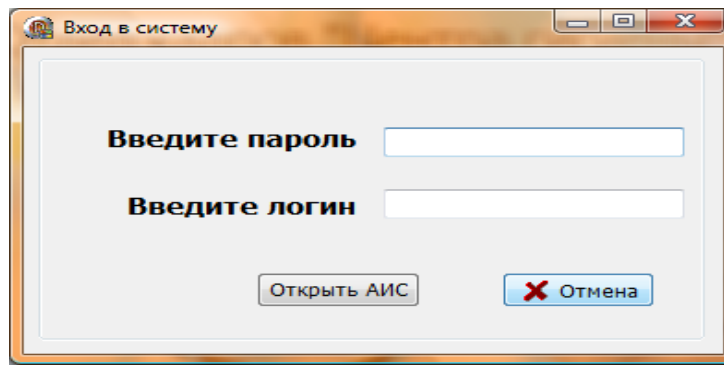 Вход в систему
Введите пароль
Введите логин
Открыть АИС
Отмена